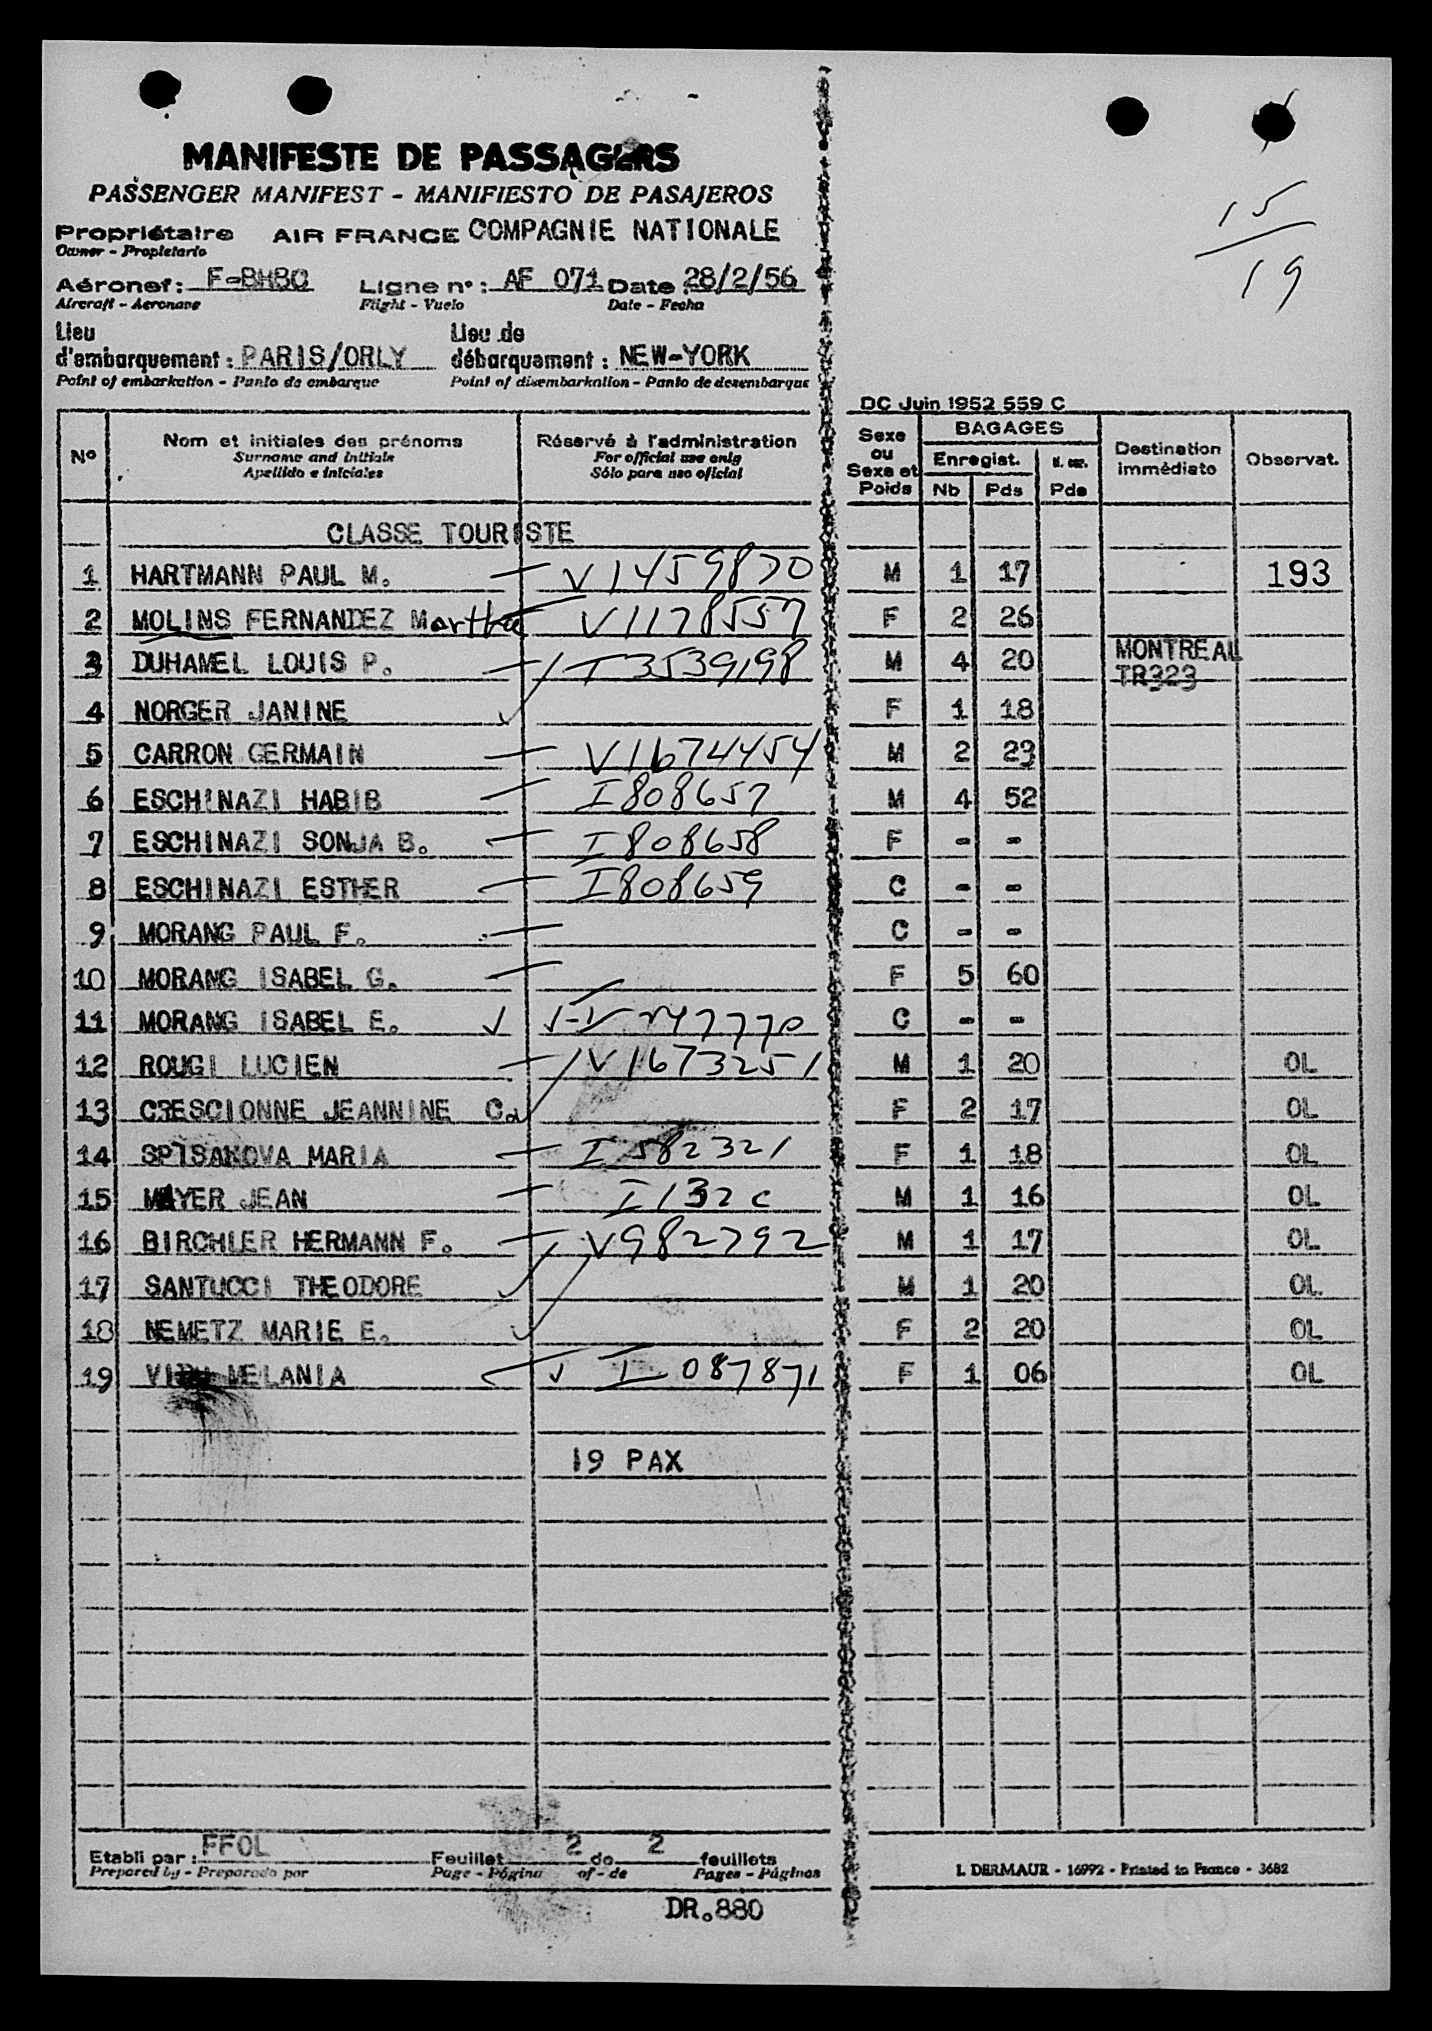 15
19
MANIFESTE DE PASSAGERS
PASSENGER MANIFEST - MANIFIESTO DE PASAJEROS
Propriétaire AIR FRANCE COMPAGNIE NATIONALE
Owner - Propietario
Aéronef: F-BHBC Ligne n°: AF 071 Date 28/2/56
Aircraft - Aeronave Flight - Vuelo Date - Fecha
Lieu Lieu de
d'embarquement: PARIS/ORLY débarquement: NEW-YORK
Point of embarkation - Punto de embarque Point of disembarkation - Punto de desembarque
DC Juin 1952 559 C
N° Nom et initiales des prénoms Réservé à l'administration Sexe ou Sexe et Poids BAGAGES Destination immédiate Observat.
Surname and initials For official use only Enregist.
Apellido e iniciales Sólo para uso oficial Nb Pds Pds
CLASSE TOURISTE
1 HARTMANN PAUL M. V1459870 M 1 17 193
2 MOLINS FERNANDEZ Martha V1178557 F 2 26
3 DUHAMEL LOUIS P. T3539,198 M 4 20 MONTREAL TR323
4 NORGER JANINE F 1 18
5 CARRON GERMAIN V1674454 M 2 23
6 ESCHINAZI HABIB I808657 M 4 52
7 ESCHINAZI SONJA B. I808658 F - -
8 ESCHINAZI ESTHER I808659 C - -
9 MORANG PAUL F. C - -
10 MORANG ISABEL G. F 5 60
11 MORANG ISABEL E. C - -
12 ROUGI LUCIEN V1673251 M 1 20 OL
13 CRESCIONNE JEANNINE F 2 17 OL
14 SPISAKOVA MARIA I582321 F 1 18 OL
15 MAYER JEAN I132c M 1 16 OL
16 BIRCHLER HERMANN F. V982792 M 1 17 OL
17 SANTUCCI THEODORE M 1 20 OL
18 NEMETZ MARIE E. F 2 20 OL
19 MELANIA I 087871 F 1 06 OL
19 PAX
Etabli par: FFOL Feuillet 2 de 2 feuillets
Prepared by - Preparado por Page - Página of - de Pages - Páginas
L DERMAUR - 16992 - Printed in France - 3682
DR.880